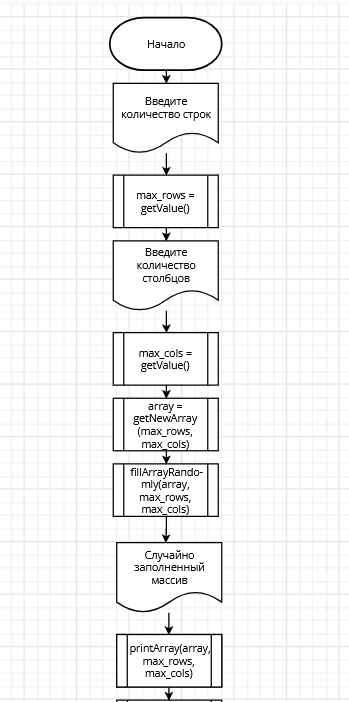 Начало
Введите
количество строк
max_rows =
getValue()
Введите
количество
столбцов
max_cols =
getValue()
array =
getNewArray
(max_rows,
max_cols)
fillArrayRando-
mly(array,
max_rows,
max_cols)
Случайно
заполненный
массив
printArray(array,
max_rows,
max_cols)